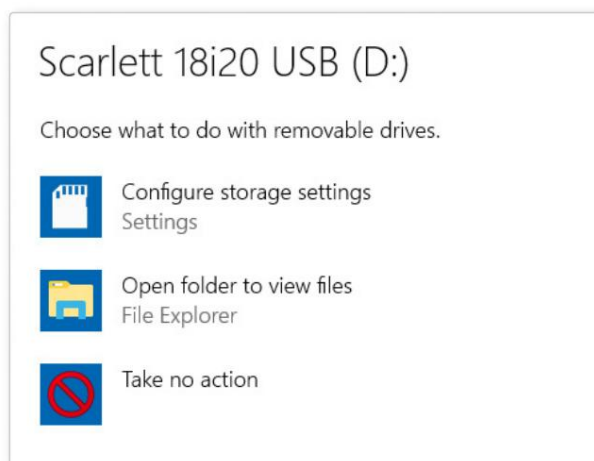 Scarlett 18i20 USB (D:)
Choose what to do with removable drives.
Configure storage settings
Settings
Open folder to view files
File Explorer
Take no action